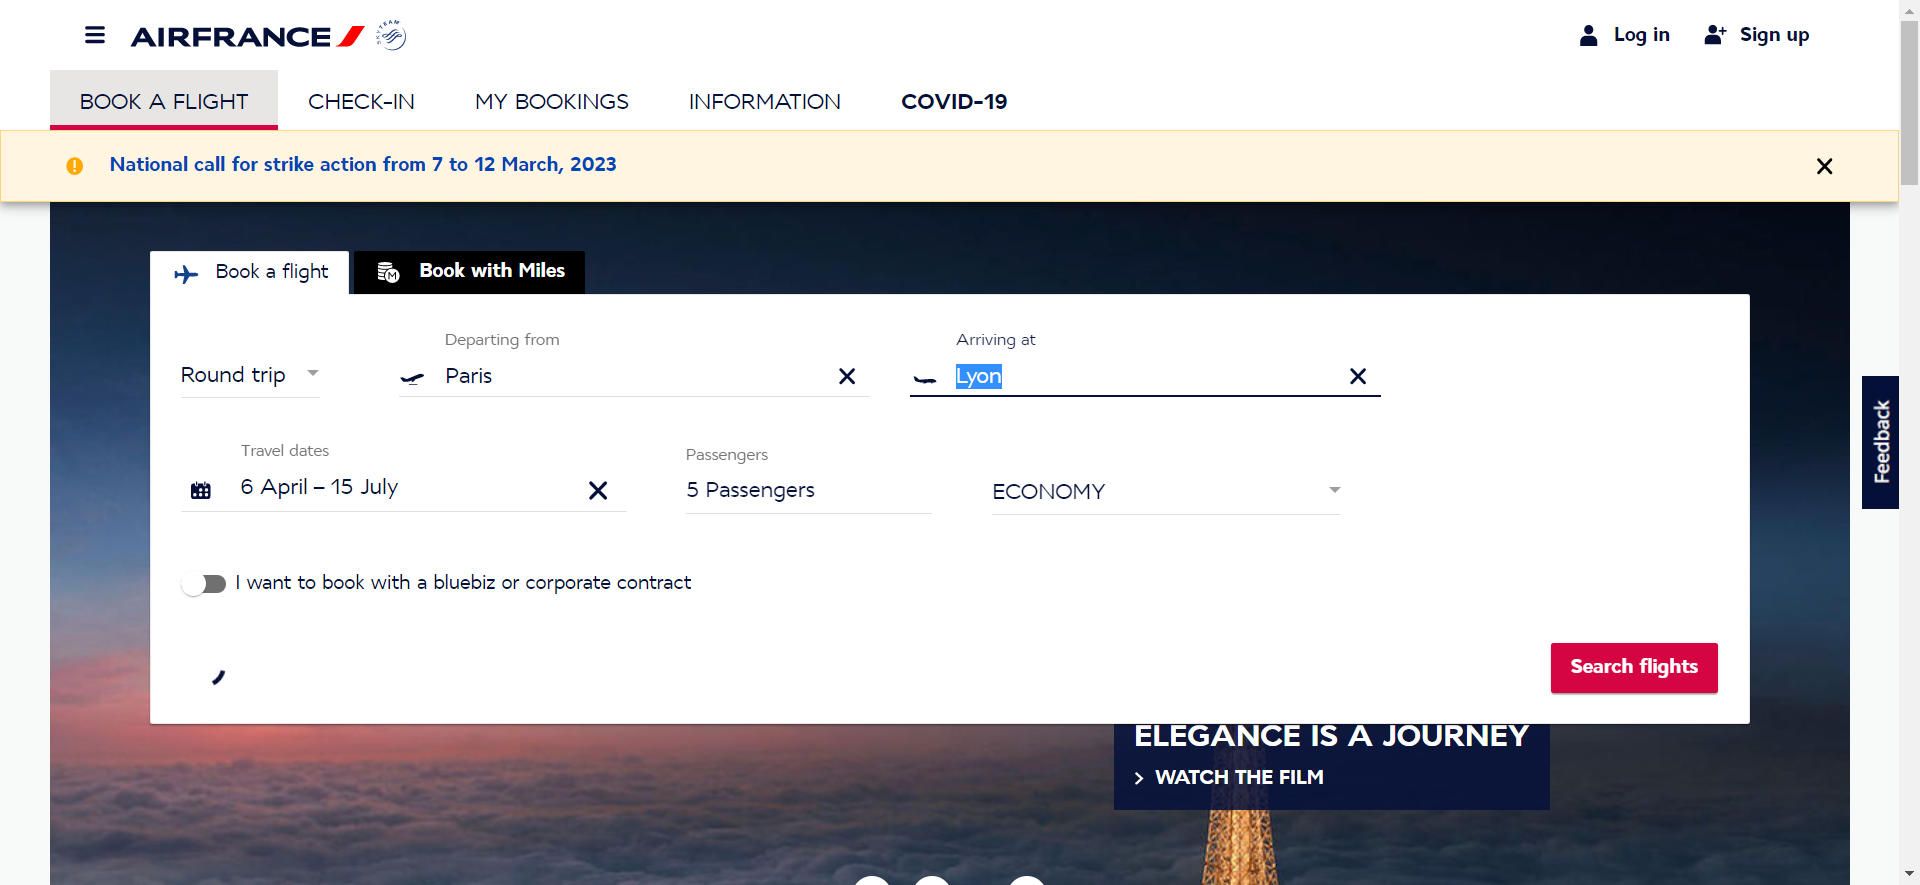 AIRFRANCE
SKYTEAM
Log in
Sign up
BOOK A FLIGHT
CHECK-IN
MY BOOKINGS
INFORMATION
COVID-19
National call for strike action from 7 to 12 March, 2023
Book a flight
Book with Miles
Departing from
Arriving at
Round trip
Paris
Lyon
Travel dates
Passengers
6 April – 15 July
5 Passengers
ECONOMY
I want to book with a bluebiz or corporate contract
Search flights
Feedback
ELEGANCE IS A JOURNEY
WATCH THE FILM